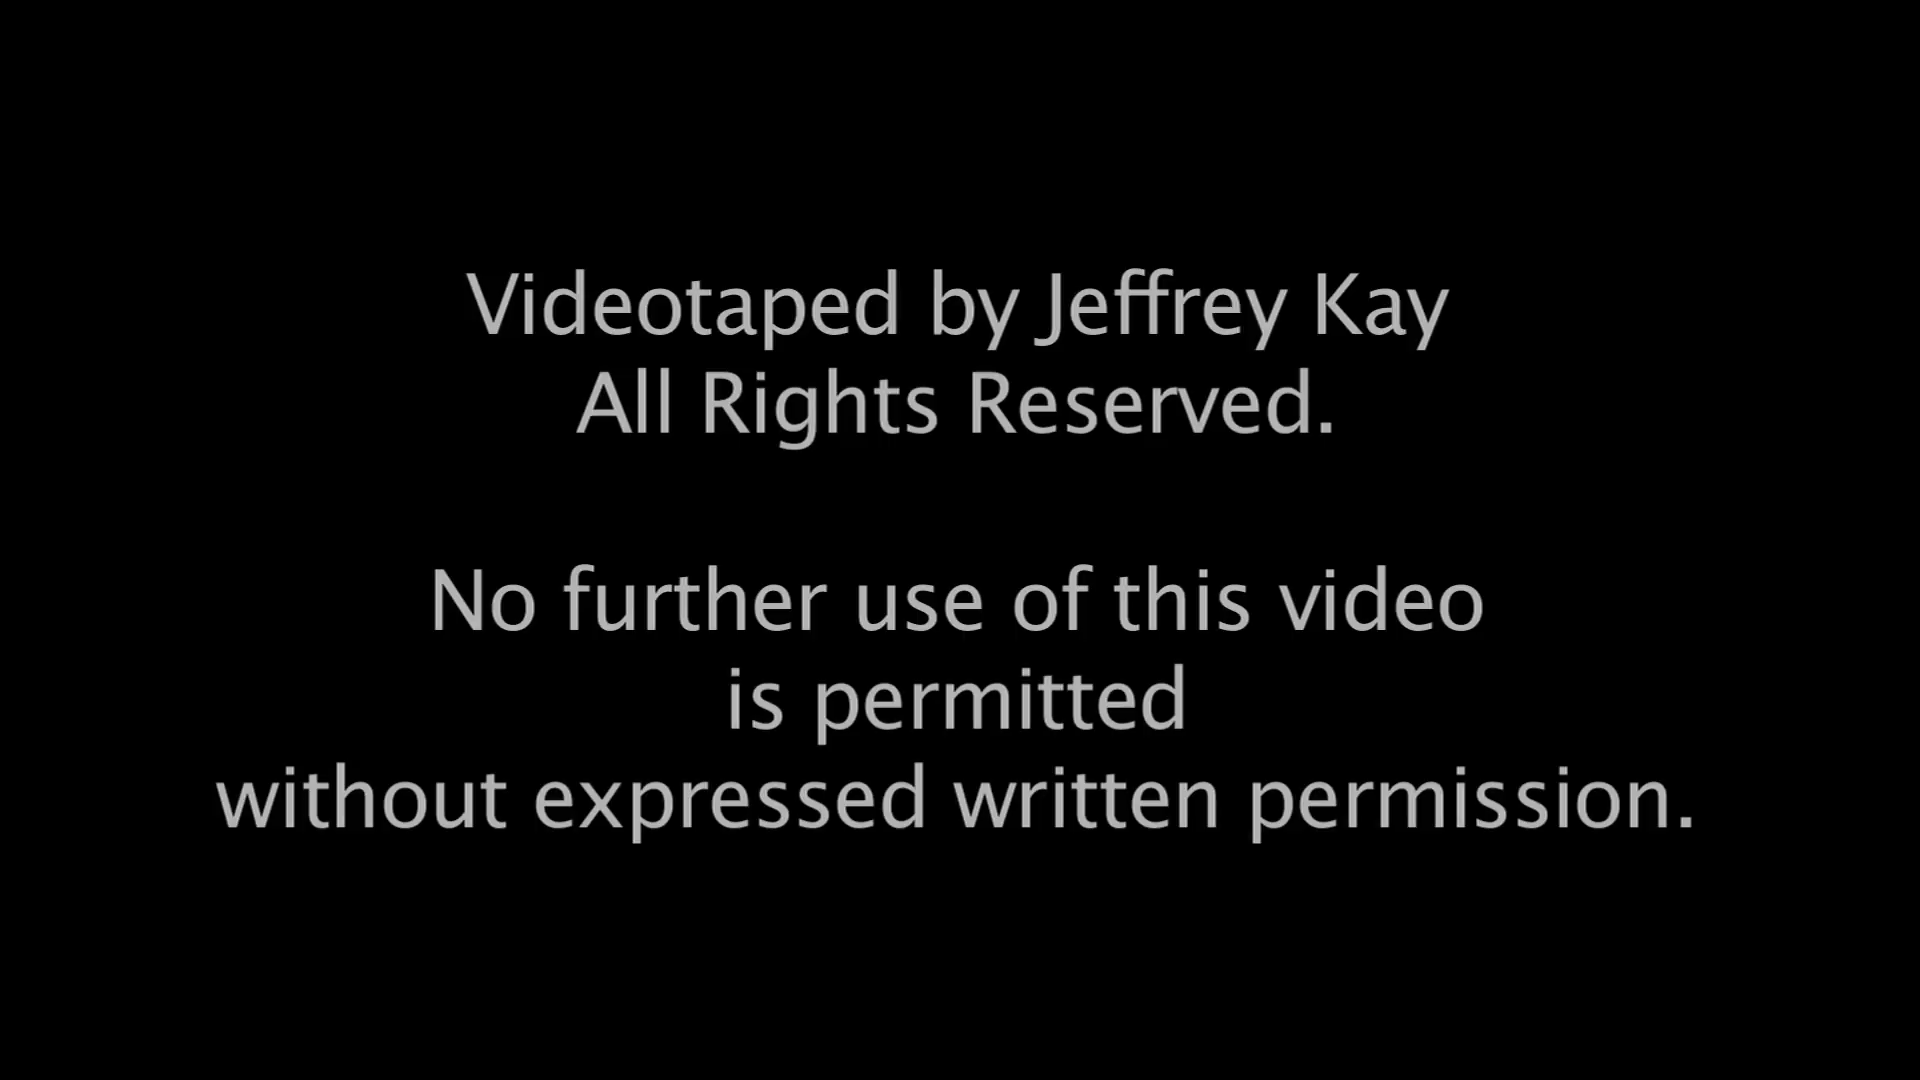 Videotaped by Jeffrey Kay
All Rights Reserved.
No further use of this video
is permitted
without expressed written permission.